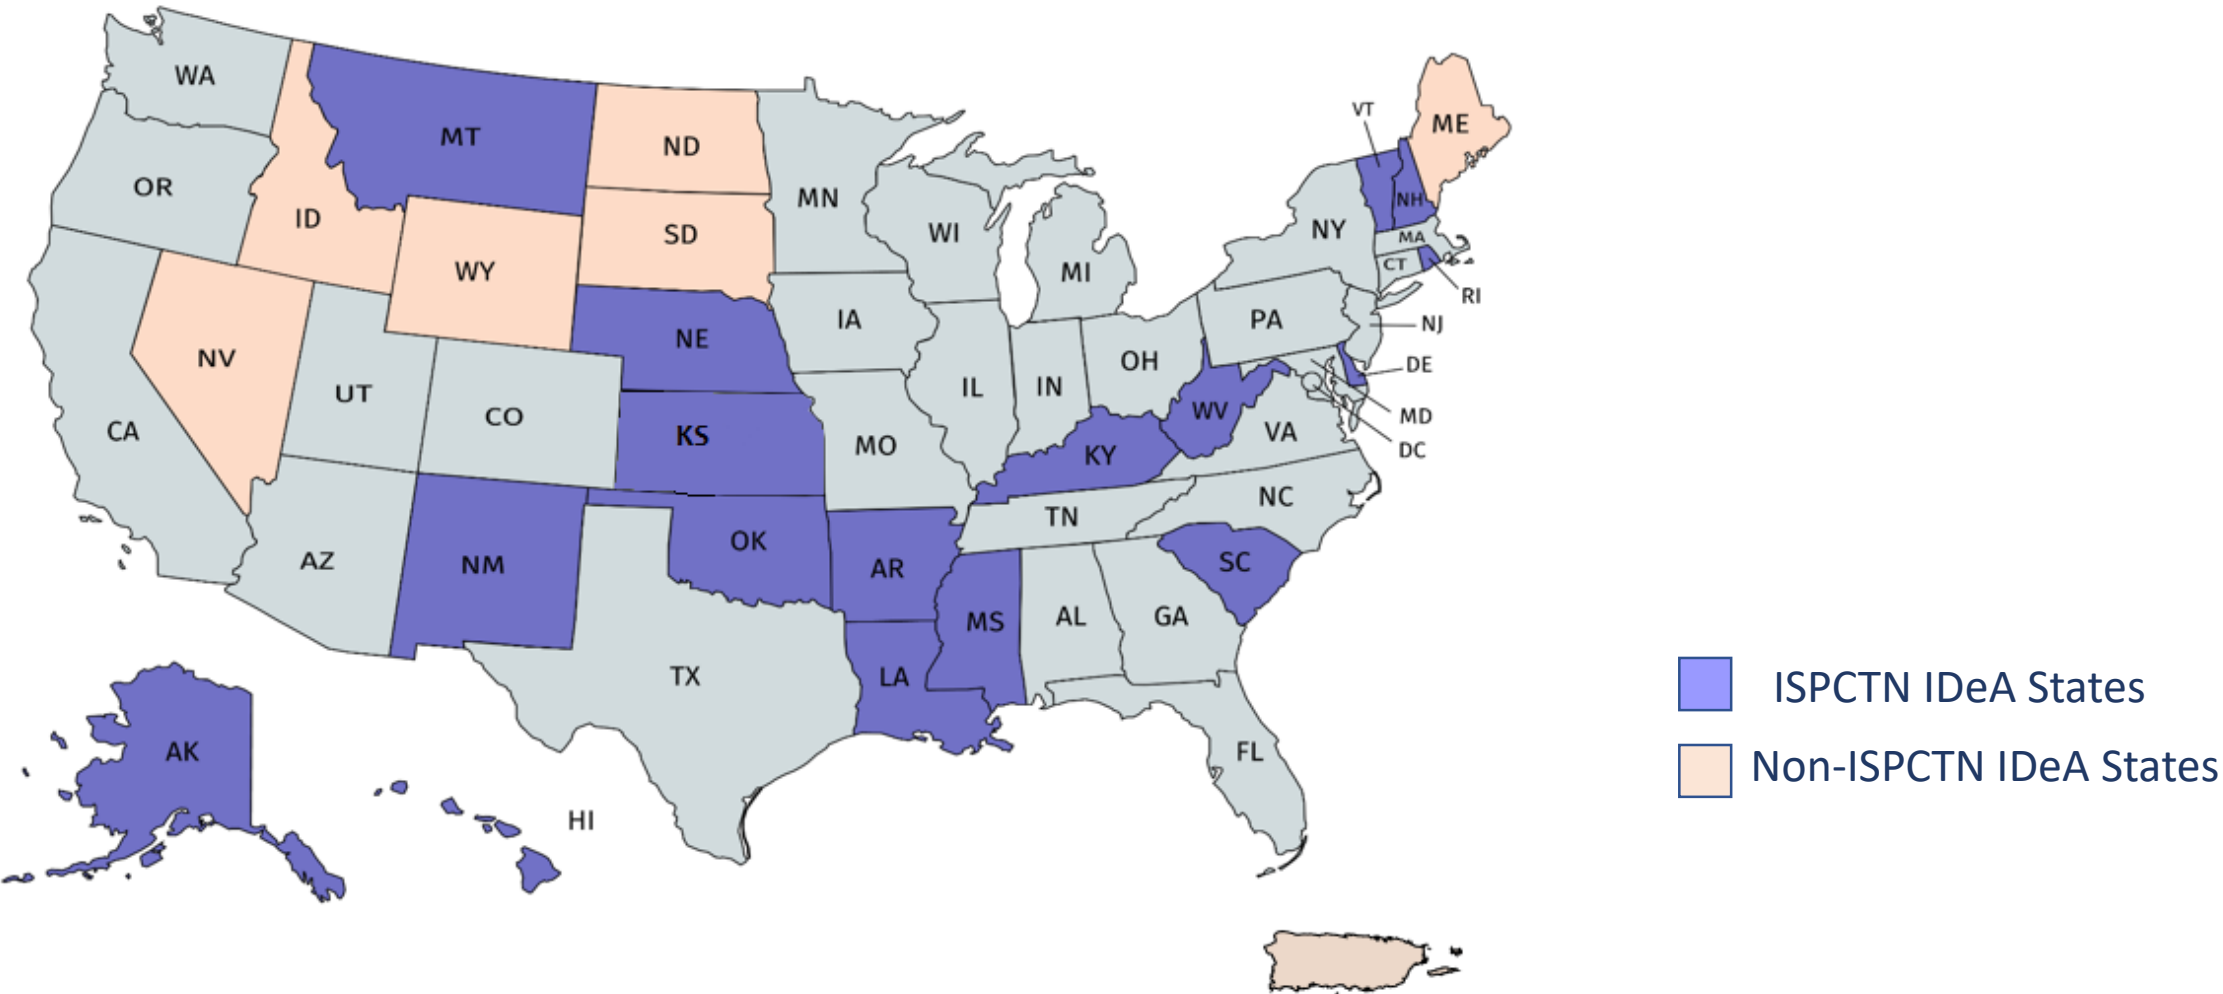 WA
MT
ND
MN
VT
ME
OR
ID
SD
WI
NH
NY
MA
WY
MI
CT
RI
NE
IA
PA
NJ
NV
UT
CO
IL
IN
OH
DE
CA
KS
MO
KY
WV
VA
MD
DC
NC
TN
AZ
NM
OK
AR
SC
MS
AL
GA
TX
LA
AK
HI
FL
ISPCTN IDeA States
Non-ISPCTN IDeA States